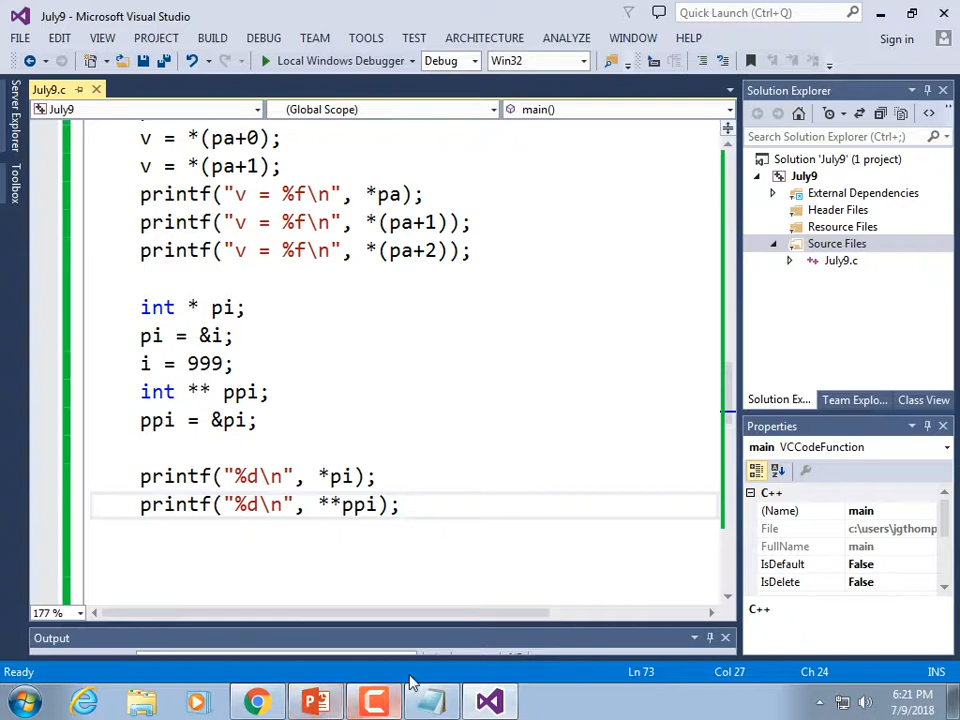 July9 - Microsoft Visual Studio
Quick Launch (Ctrl+Q)
FILE EDIT VIEW PROJECT BUILD DEBUG TEAM TOOLS TEST ARCHITECTURE ANALYZE WINDOW HELP
Sign in
Local Windows Debugger Debug Win32
Server Explorer
Toolbox
July9.c
July9 (Global Scope) main()
v = *(pa+0);
v = *(pa+1);
printf("v = %f\n", *pa);
printf("v = %f\n", *(pa+1));
printf("v = %f\n", *(pa+2));
int * pi;
pi = &i;
i = 999;
int ** ppi;
ppi = &pi;
printf("%d\n", *pi);
printf("%d\n", **ppi);
177 %
Output
Solution Explorer
Search Solution Explorer (Ctrl+;)
Solution 'July9' (1 project)
July9
External Dependencies
Header Files
Resource Files
Source Files
July9.c
Solution Ex... Team Explo... Class View
Properties
main VCCodeFunction
C++
(Name) main
File c:\users\jgthomp
FullName main
IsDefault False
IsDelete False
C++
Ready Ln 73 Col 27 Ch 24 INS
6:21 PM
7/9/2018